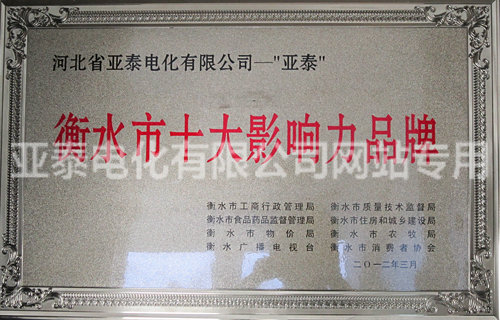 河北省亚泰电化有限公司—"亚泰"
衡水市十大影响力品牌
亚泰电化有限公司网站专用
衡水市工商行政管理局 衡水市质量技术监督局
衡水市食品药品监督管理局 衡水市住房和城乡建设局
衡水市物价局 衡水市农牧局
衡水广播电视台 衡水市消费者协会
二〇一二年三月